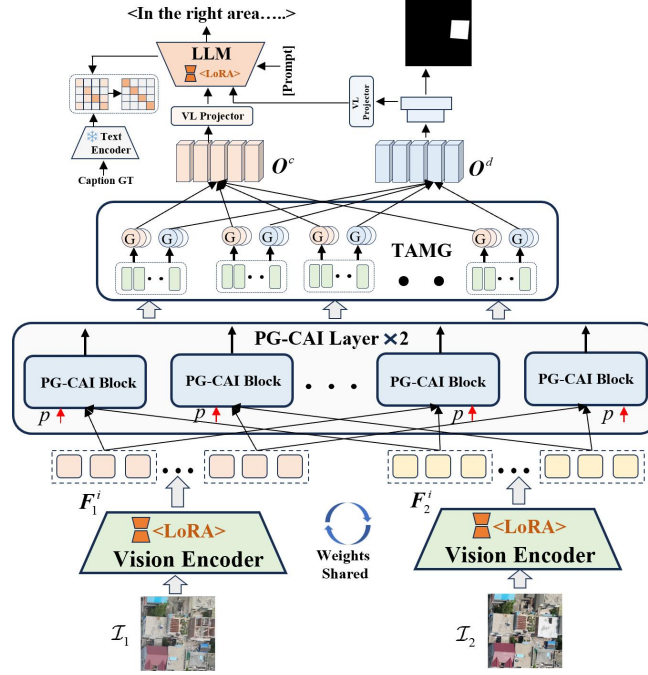 <In the right area…..>
LLM
<LoRA>
[Prompt]
VL Projector
VL Projector
Text
Encoder
Caption GT
O^c
O^d
G G G G G G G G
TAMG
PG-CAI Layer ×2
PG-CAI Block PG-CAI Block PG-CAI Block PG-CAI Block
p p p p
F_1^i
F_2^i
<LoRA>
Vision Encoder
Weights
Shared
<LoRA>
Vision Encoder
I_1
I_2